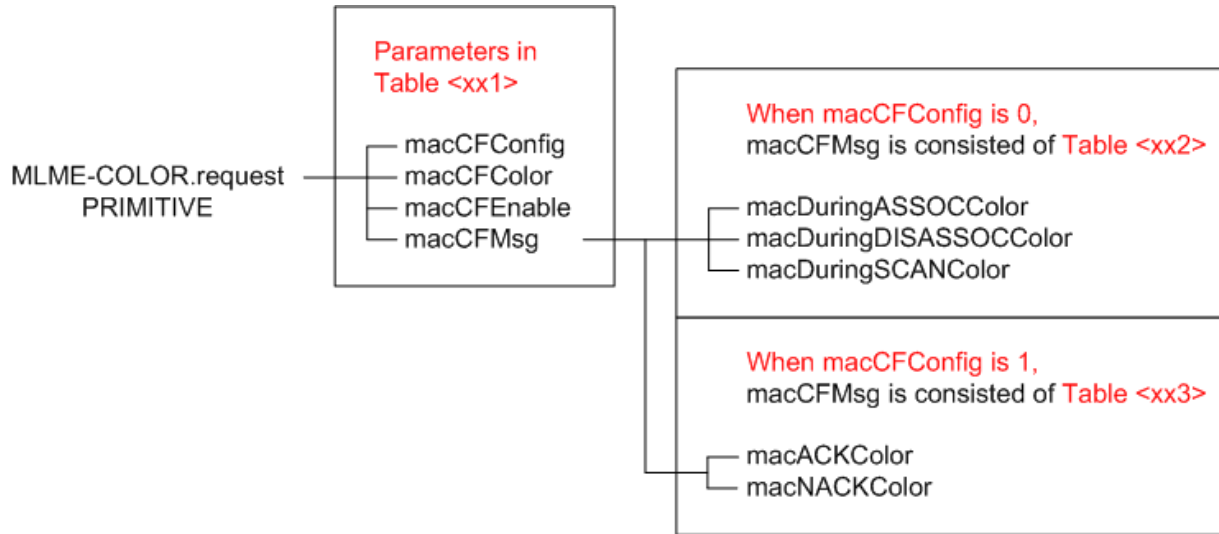 MLME-COLOR.request
PRIMITIVE
Parameters in
Table <xx1>
macCFConfig
macCFColor
macCFEnable
macCFMsg
When macCFConfig is 0,
macCFMsg is consisted of Table <xx2>
macDuringASSOCColor
macDuringDISASSOCColor
macDuringSCANColor
When macCFConfig is 1,
macCFMsg is consisted of Table <xx3>
macACKColor
macNACKColor